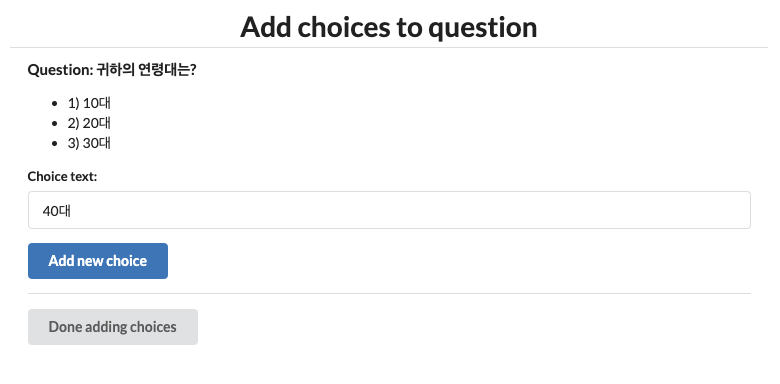 Add choices to question
Question: 귀하의 연령대는?
• 1) 10대
• 2) 20대
• 3) 30대
Choice text:
40대
Add new choice
Done adding choices